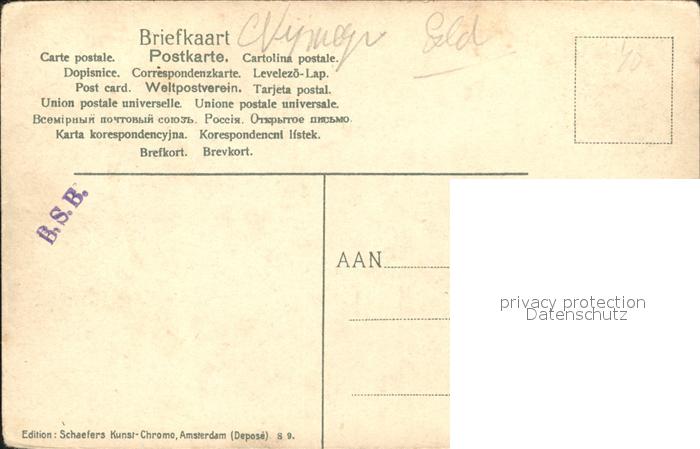 Briefkaart
Carte postale. Postkarte. Cartolina postale.
Dopisnice. Correspondenzkarte. Levelezõ-Lap.
Post card. Weltpostverein. Tarjeta postal.
Union postale universelle. Unione postale universale.
Всемірный почтовый союзъ. Россія. Открытое письмо.
Karta korespondencyjna. Korespondencni lístek.
Brefkort. Brevkort.
B.S.B.
AAN
privacy protection
Datenschutz
Edition: Schaefers Kunst-Chromo, Amsterdam (Deposé) S 9.